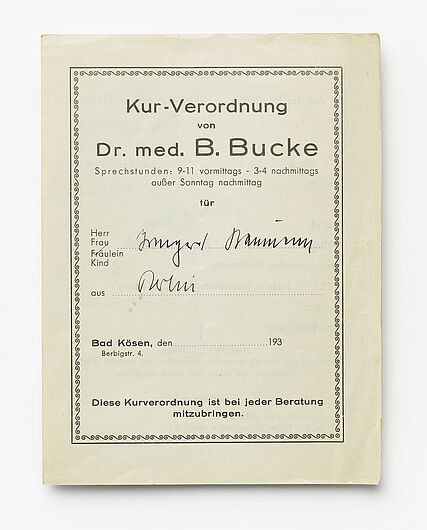 Kur-Verordnung
von
Dr. med. B. Bucke
Sprechstunden: 9-11 vormittags - 3-4 nachmittags
außer Sonntag nachmittag
für
Herr
Frau
Fräulein
Kind
aus Berlin
Bad Kösen, den 193
Berbigstr. 4.
Diese Kurverordnung ist bei jeder Beratung
mitzubringen.